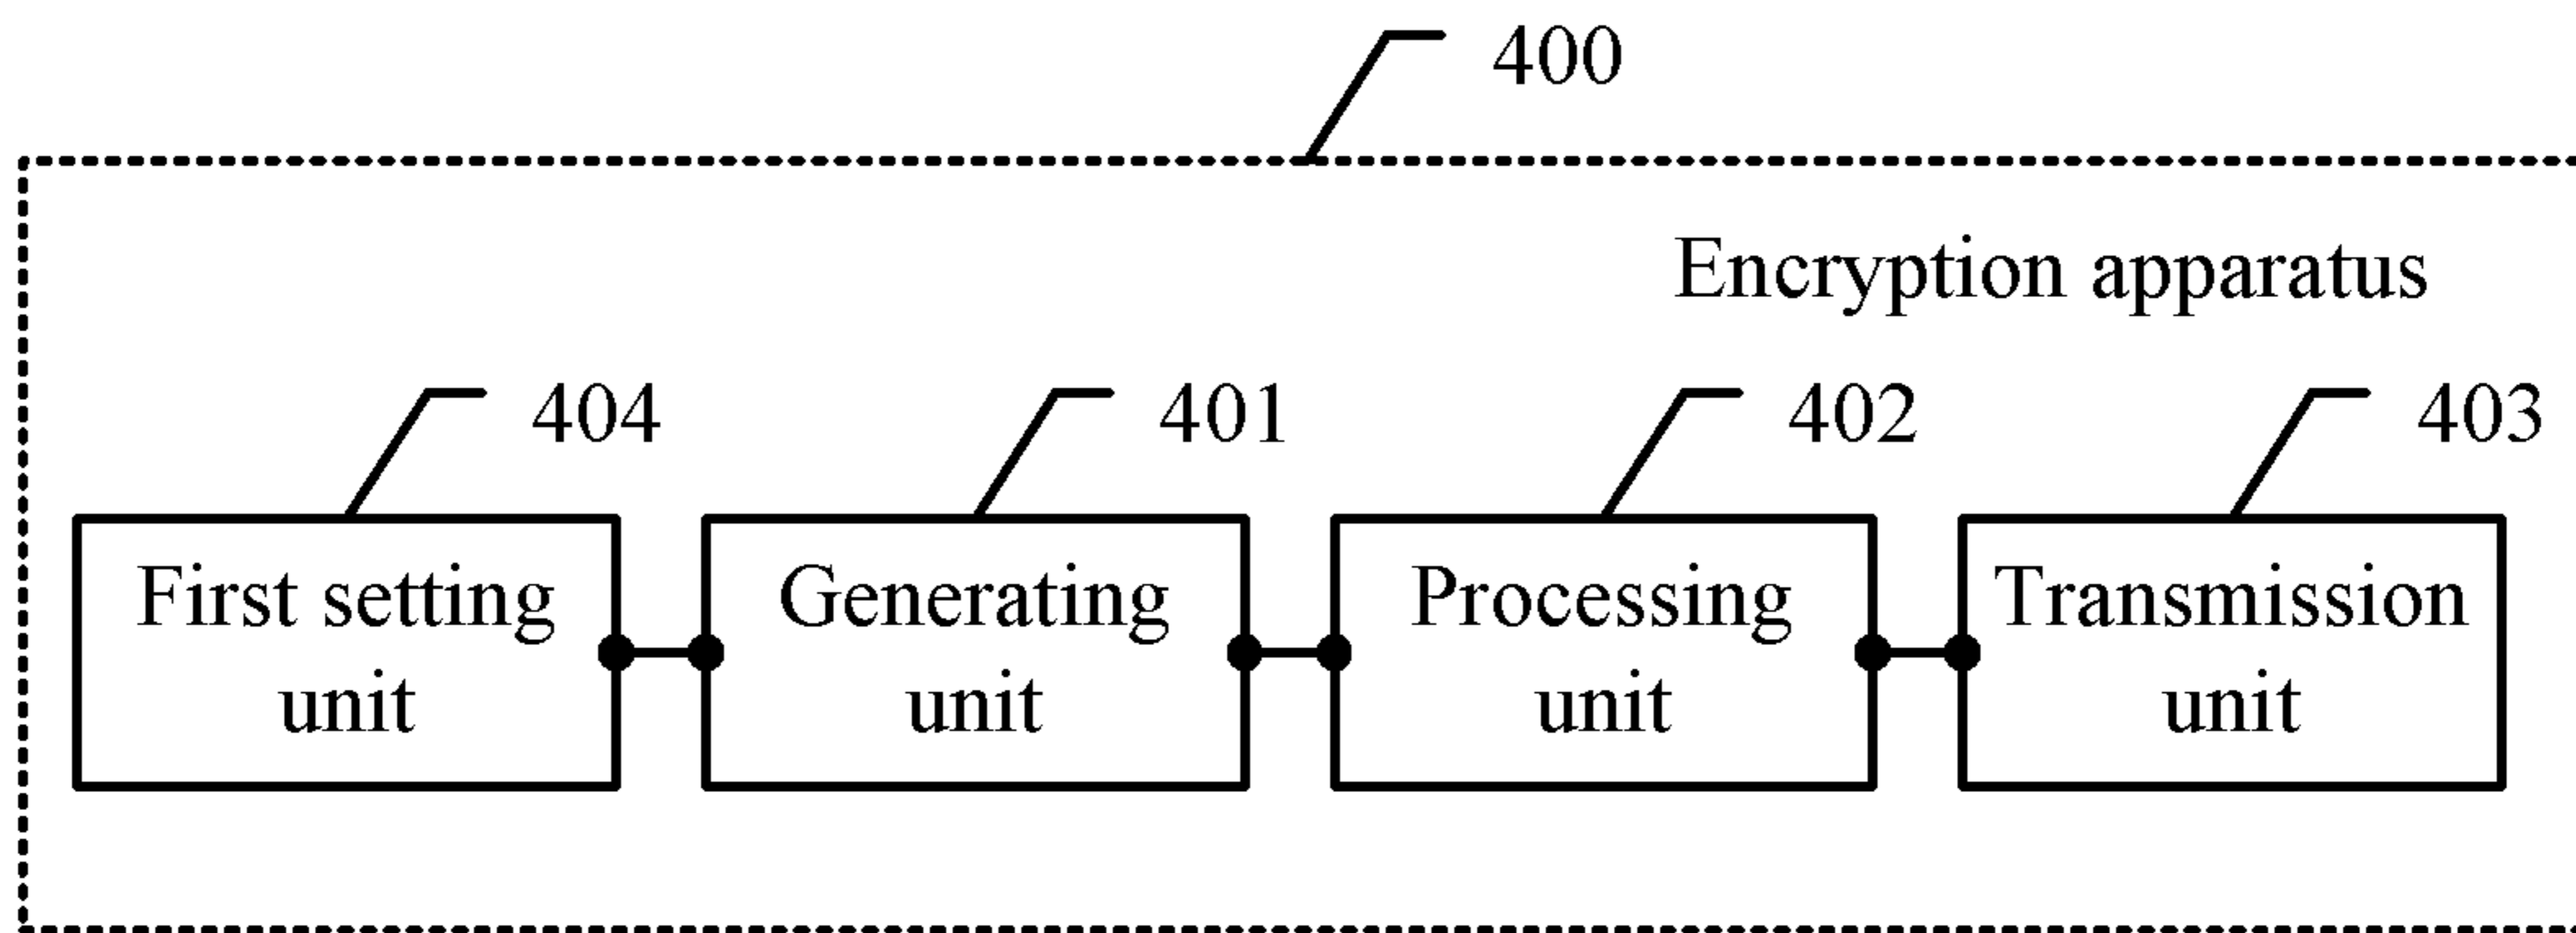 400
Encryption apparatus
404
401
402
403
First setting
unit
Generating
unit
Processing
unit
Transmission
unit